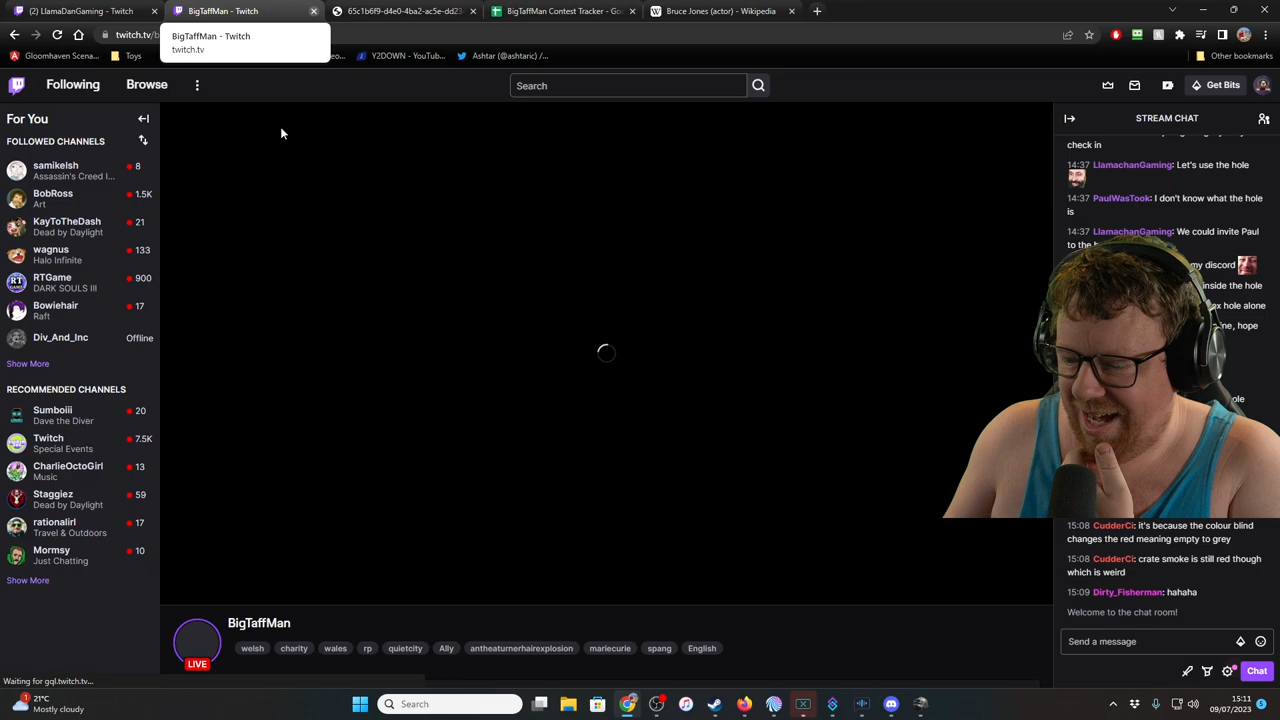 (2) LlamaDanGaming - Twitch
BigTaffMan - Twitch
65c1b6f9-d4e0-4ba2-ac5e-dd23
BigTaffMan Contest Tracker - Go
Bruce Jones (actor) - Wikipedia
twitch.tv/b
BigTaffMan - Twitch
twitch.tv
Gloomhaven Scena...
Toys
eo...
Y2DOWN - YouTub...
Ashtar (@ashtaric) /...
Other bookmarks
Following
Browse
Search
Get Bits
For You
FOLLOWED CHANNELS
samikelsh
8
Assassin's Creed I...
BobRoss
1.5K
Art
KayToTheDash
21
Dead by Daylight
wagnus
133
Halo Infinite
RTGame
900
DARK SOULS III
Bowiehair
17
Raft
Div_And_Inc
Offline
Show More
RECOMMENDED CHANNELS
Sumboiii
20
Dave the Diver
Twitch
7.5K
Special Events
CharlieOctoGirl
13
Music
Staggiez
59
Dead by Daylight
rationalirl
17
Travel & Outdoors
Mormsy
10
Just Chatting
Show More
BigTaffMan
LIVE
welsh
charity
wales
rp
quietcity
Ally
antheaturnerhairexplosion
mariecurie
spang
English
STREAM CHAT
check in
14:37 LlamachanGaming: Let's use the hole
14:37 PaulWasTook: I don't know what the hole
is
14:37 LlamachanGaming: We could invite Paul
to the
my discord
inside the hole
hole alone
me, hope
ole
15:08 CudderCi: it's because the colour blind
changes the red meaning empty to grey
15:08 CudderCi: crate smoke is still red though
which is weird
15:09 Dirty_Fisherman: hahaha
Welcome to the chat room!
Send a message
Chat
Waiting for gql.twitch.tv...
21°C
Mostly cloudy
Search
15:11
09/07/2023